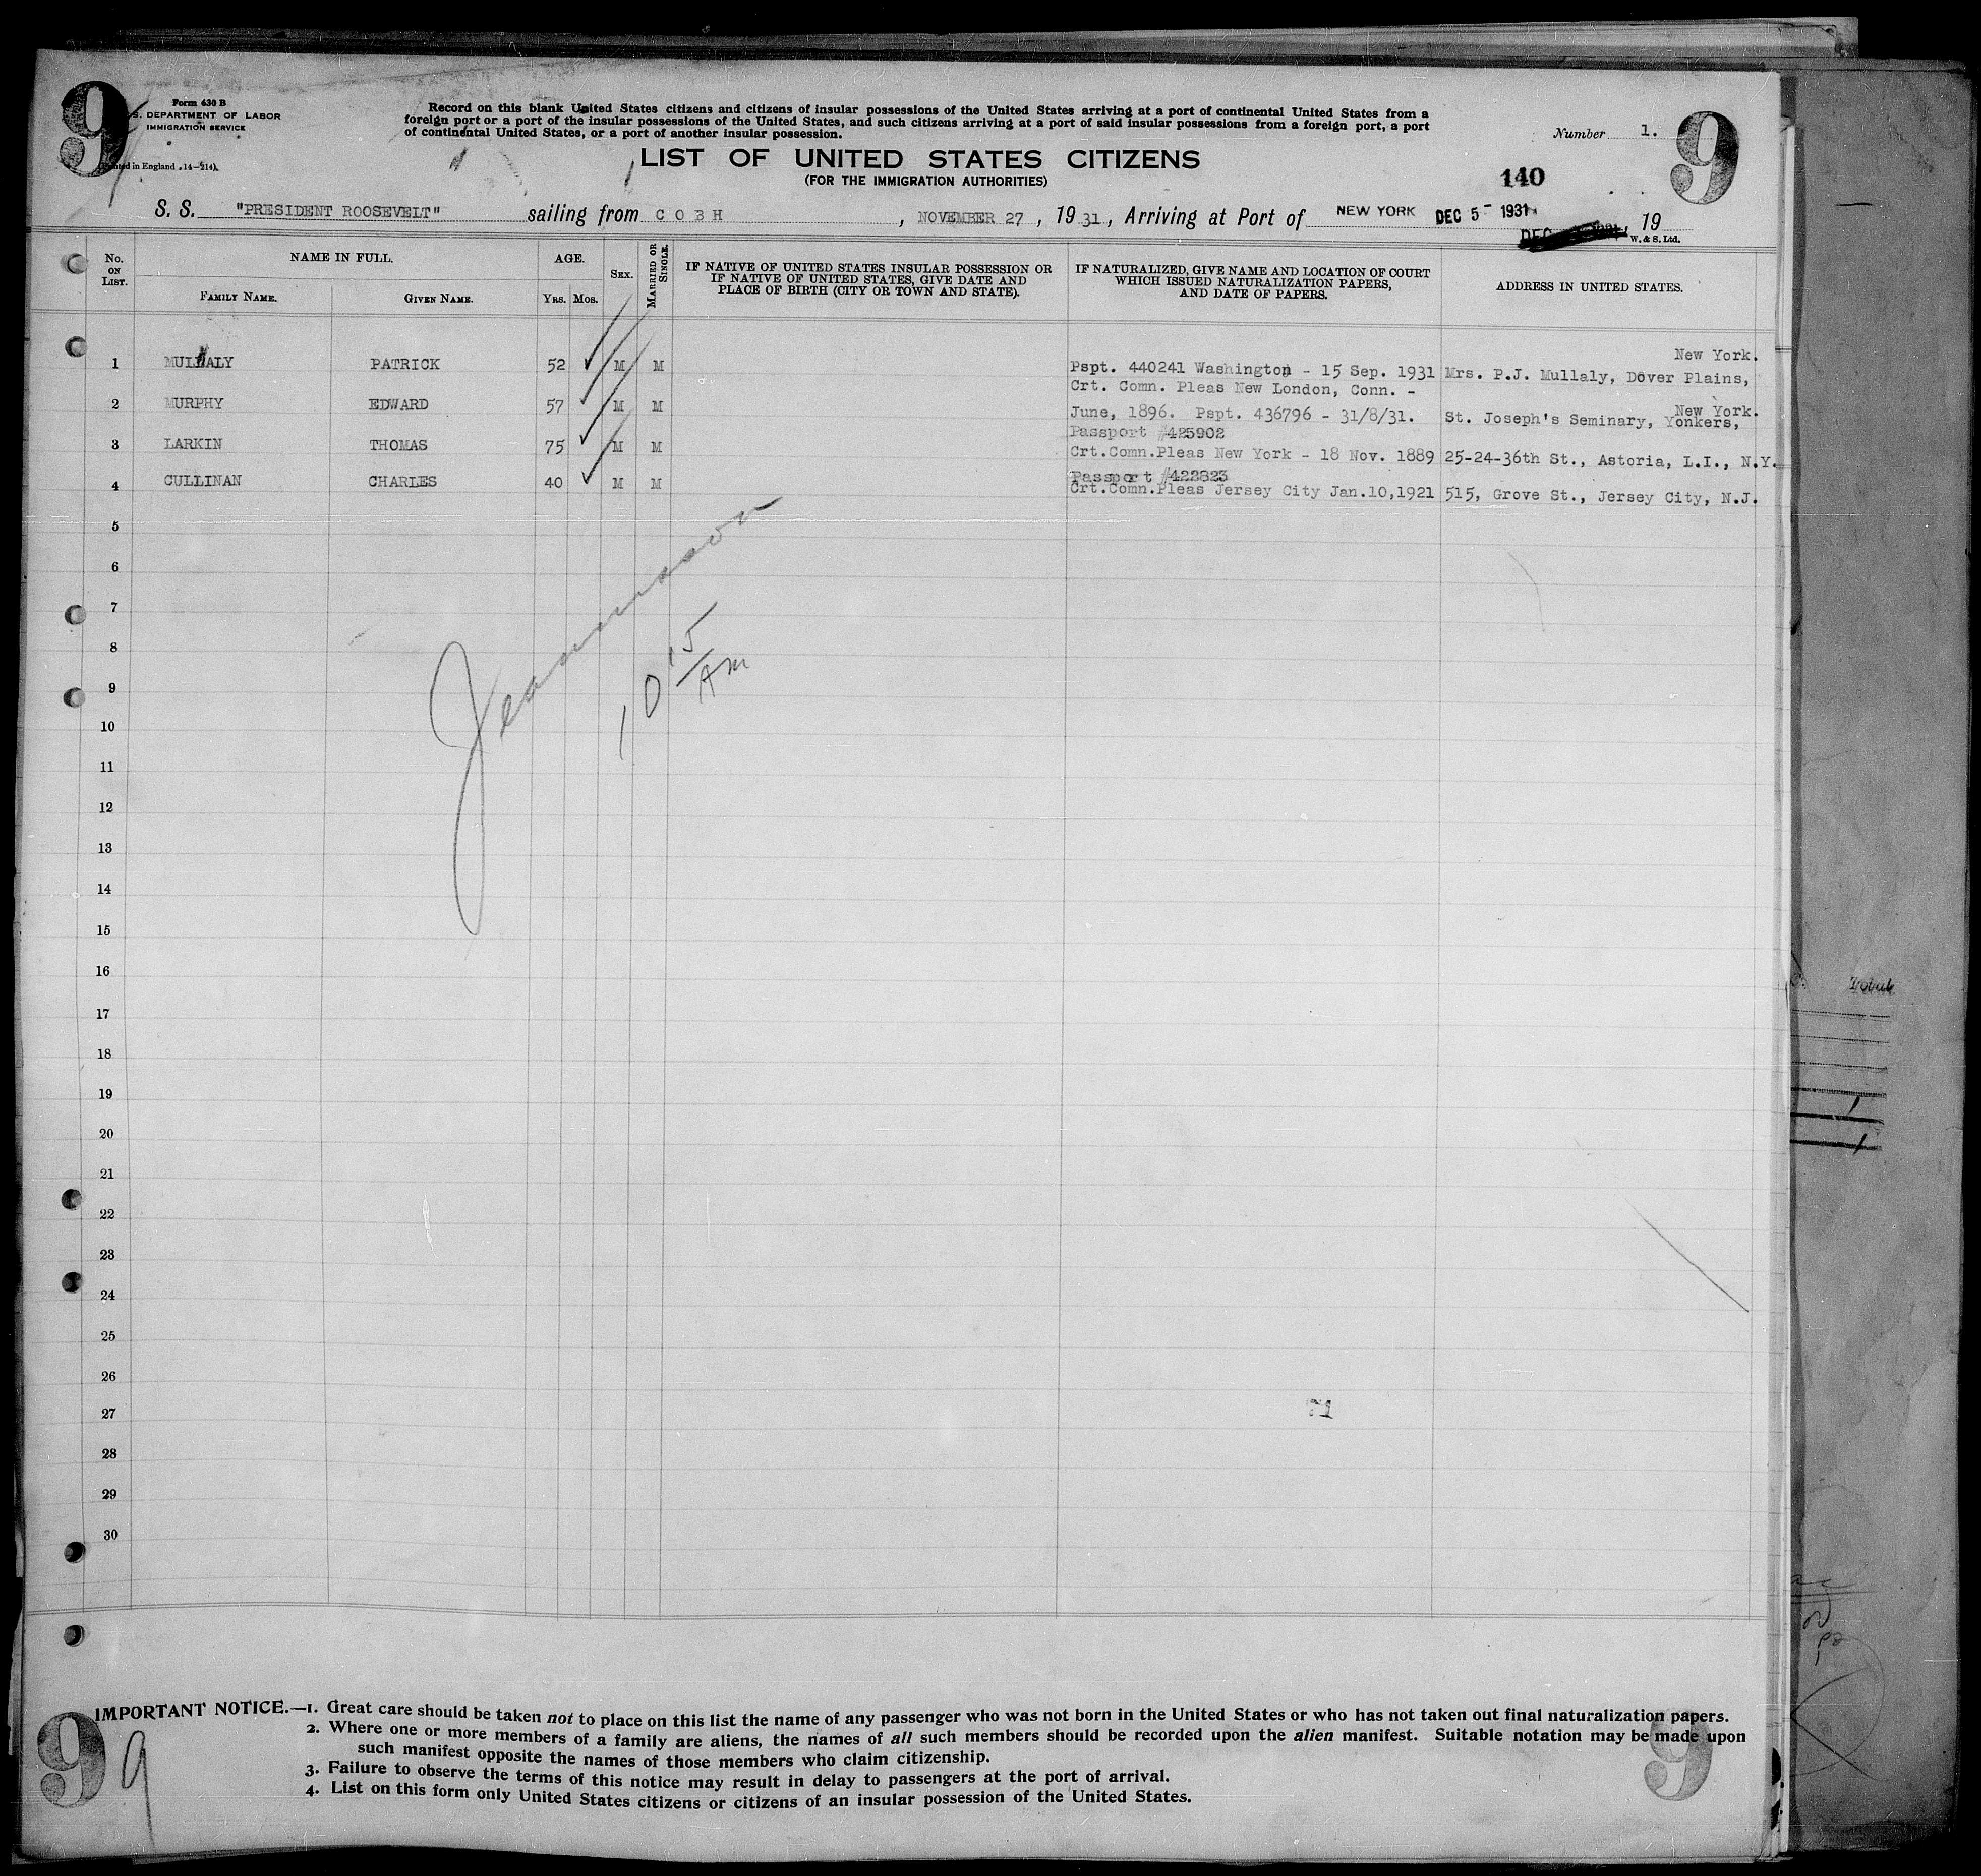 9
Form 630 B
S. DEPARTMENT OF LABOR
IMMIGRATION SERVICE
in England
Record on this blank United States citizens and citizens of insular possessions of the United States arriving at a port of continental United States from a
foreign port or a port of the insular possessions of the United States, and such citizens arriving at a port of said insular possessions from a foreign port, a port
of continental United States, or a port of another insular possession.
Number 1.
9
LIST OF UNITED STATES CITIZENS
(FOR THE IMMIGRATION AUTHORITIES)
140
S. S. "PRESIDENT ROOSEVELT" sailing from COBH, NOVEMBER 27, 1931, Arriving at Port of NEW YORK DEC 5 - 1931 19
W. & S. Ltd.
No. ON LIST.
NAME IN FULL.
FAMILY NAME. GIVEN NAME.
AGE.
YRS. MOS.
SEX.
MARRIED OR SINGLE.
IF NATIVE OF UNITED STATES INSULAR POSSESSION OR
IF NATIVE OF UNITED STATES, GIVE DATE AND
PLACE OF BIRTH (CITY OR TOWN AND STATE).
IF NATURALIZED, GIVE NAME AND LOCATION OF COURT
WHICH ISSUED NATURALIZATION PAPERS,
AND DATE OF PAPERS.
ADDRESS IN UNITED STATES.
New York.
1 MULLALY PATRICK 52 M M Pspt. 440241 Washington - 15 Sep. 1931 Mrs. P.J. Mullaly, Dover Plains,
Crt. Comn. Pleas New London, Conn. -
New York.
2 MURPHY EDWARD 57 M M June, 1896. Pspt. 436796 - 31/8/31. St. Joseph's Seminary, Yonkers,
Passport #425902
3 LARKIN THOMAS 75 M M Crt.Comn.Pleas New York - 18 Nov. 1889 25-24-36th St., Astoria, L.I., N.Y.
Passport #422823
4 CULLINAN CHARLES 40 M M Crt.Comn.Pleas Jersey City Jan.10,1921 515, Grove St., Jersey City, N.J.
5
6
7
8
9
10
11
12
13
14
15
16
17
18
19
20
21
22
23
24
25
26
27
28
29
30
10 15
AM
71
Total
IMPORTANT NOTICE.—1. Great care should be taken not to place on this list the name of any passenger who was not born in the United States or who has not taken out final naturalization papers.
2. Where one or more members of a family are aliens, the names of all such members should be recorded upon the alien manifest. Suitable notation may be made upon
such manifest opposite the names of those members who claim citizenship.
3. Failure to observe the terms of this notice may result in delay to passengers at the port of arrival.
4. List on this form only United States citizens or citizens of an insular possession of the United States.
9
9
9